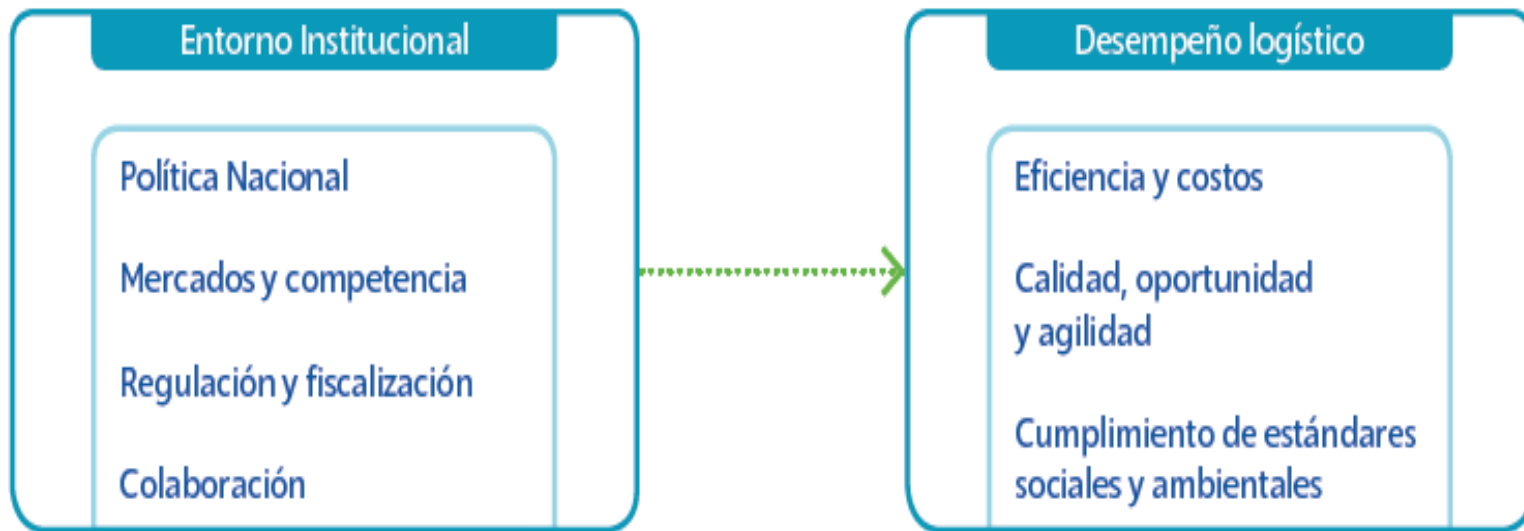 Entorno Institucional
Política Nacional
Mercados y competencia
Regulación y fiscalización
Colaboración
Desempeño logístico
Eficiencia y costos
Calidad, oportunidad
y agilidad
Cumplimiento de estándares
sociales y ambientales